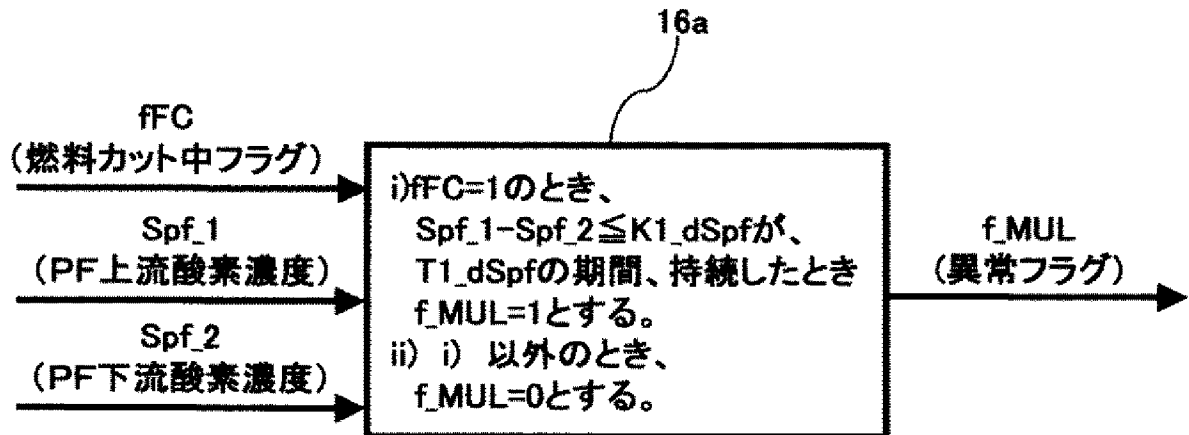 16a
fFC
（燃料カット中フラグ）
Spf_1
（PF上流酸素濃度）
Spf_2
（PF下流酸素濃度）
i)fFC=1のとき、
Spf_1-Spf_2≦K1_dSpfが、
T1_dSpfの期間、持続したとき
f_MUL=1とする。
ii) i) 以外のとき、
f_MUL=0とする。
f_MUL
（異常フラグ）